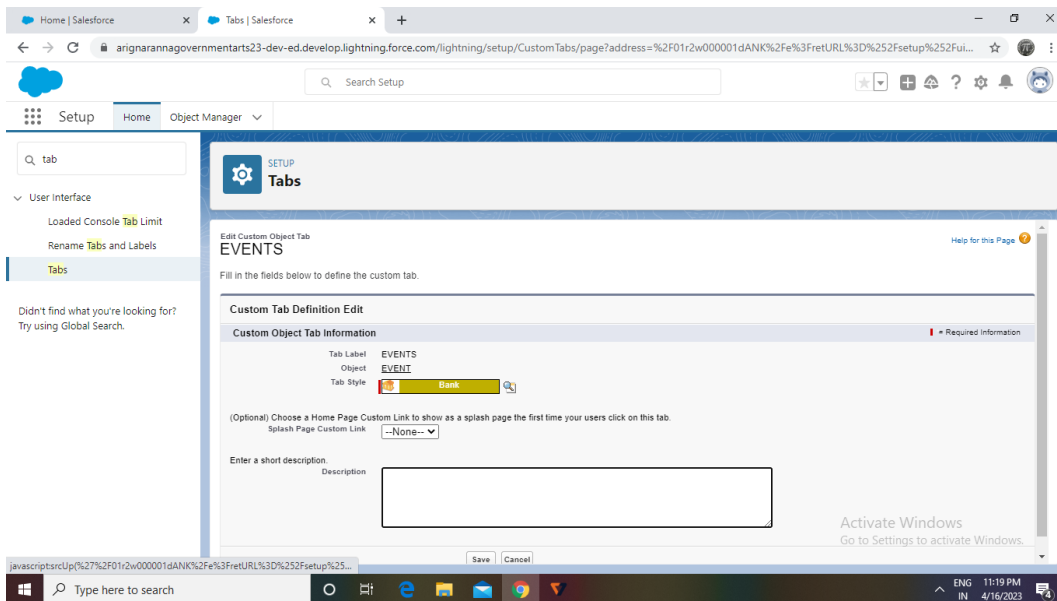 Home | Salesforce
Tabs | Salesforce
arignarannagovernmentarts23-dev-ed.develop.lightning.force.com/lightning/setup/CustomTabs/page?address=%2F01r2w000001dANK%2Fe%3FretURL%3D%252Fsetup%252Fui...
Search Setup
Setup
Home
Object Manager
tab
User Interface
Loaded Console Tab Limit
Rename Tabs and Labels
Tabs
Didn't find what you're looking for?
Try using Global Search.
SETUP
Tabs
Edit Custom Object Tab
EVENTS
Help for this Page
Fill in the fields below to define the custom tab.
Custom Tab Definition Edit
Custom Object Tab Information
= Required Information
Tab Label EVENTS
Object EVENT
Tab Style Bank
(Optional) Choose a Home Page Custom Link to show as a splash page the first time your users click on this tab.
Splash Page Custom Link --None--
Enter a short description.
Description
Save Cancel
Activate Windows
Go to Settings to activate Windows.
javascript:srcUp(%27%2F01r2w000001dANK%2Fe%3FretURL%3D%252Fsetup%25...
Type here to search
ENG 11:19 PM
IN 4/16/2023